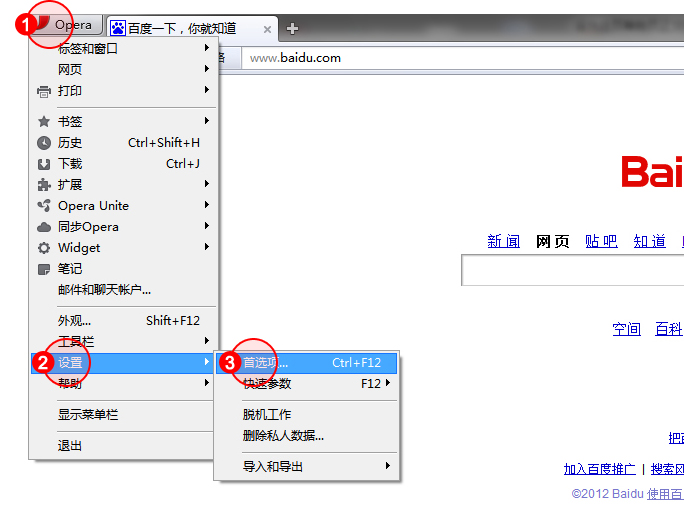 1 Opera
百度一下，你就知道
标签和窗口
www.baidu.com
网页
打印
书签
历史 Ctrl+Shift+H
下载 Ctrl+J
扩展
Opera Unite
同步Opera
Widget
笔记
邮件和聊天帐户...
外观... Shift+F12
工具栏
2 设置
帮助
显示菜单栏
退出
3 首选项... Ctrl+F12
快速参数 F12
脱机工作
删除私人数据...
导入和导出
Bai
新闻 网页 贴吧 知道
空间 百科
把百
加入百度推广 | 搜索风
©2012 Baidu 使用百